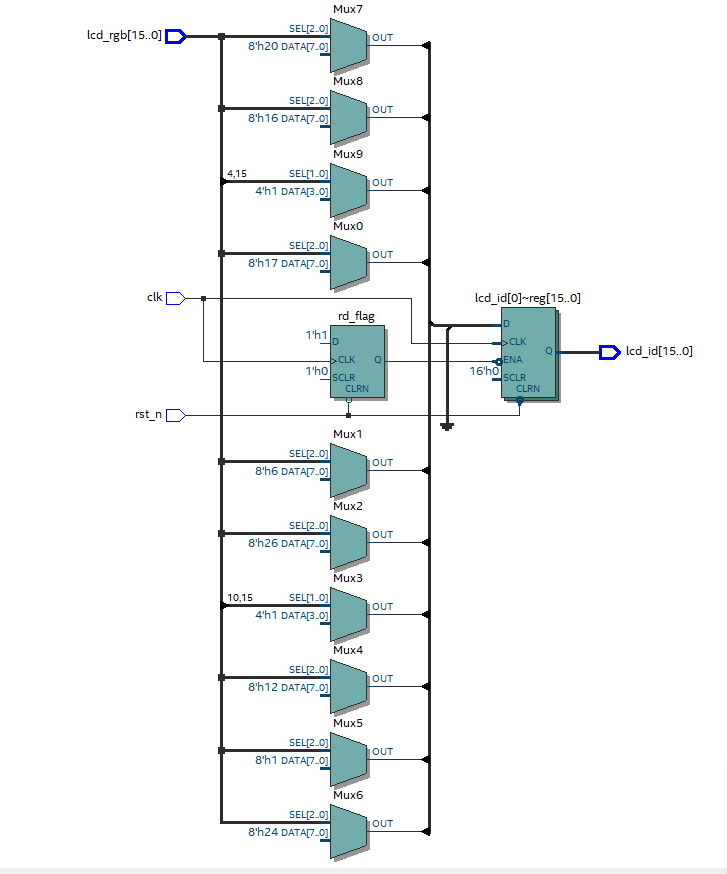 Mux7
lcd_rgb[15..0]
SEL[2..0]
8'h20 DATA[7..0]
OUT
Mux8
SEL[2..0]
8'h16 DATA[7..0]
OUT
Mux9
4,15
SEL[1..0]
4'h1 DATA[3..0]
OUT
Mux0
SEL[2..0]
8'h17 DATA[7..0]
OUT
clk
rd_flag
1'h1
D
CLK
Q
1'h0
SCLR
CLRN
lcd_id[0]~reg[15..0]
D
CLK
ENA
Q
16'h0
SCLR
CLRN
lcd_id[15..0]
rst_n
Mux1
SEL[2..0]
8'h6 DATA[7..0]
OUT
Mux2
SEL[2..0]
8'h26 DATA[7..0]
OUT
Mux3
10,15
SEL[1..0]
4'h1 DATA[3..0]
OUT
Mux4
SEL[2..0]
8'h12 DATA[7..0]
OUT
Mux5
SEL[2..0]
8'h1 DATA[7..0]
OUT
Mux6
SEL[2..0]
8'h24 DATA[7..0]
OUT